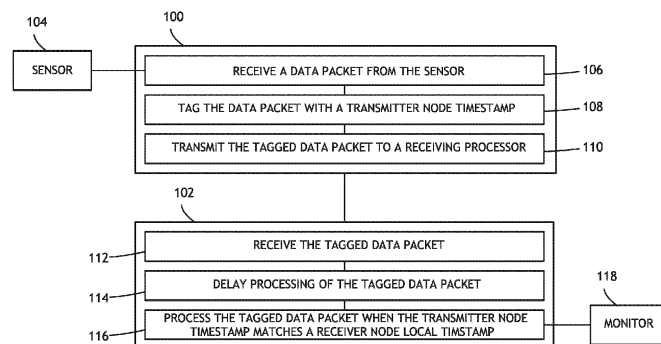 104
100
SENSOR
RECEIVE A DATA PACKET FROM THE SENSOR
106
TAG THE DATA PACKET WITH A TRANSMITTER NODE TIMESTAMP
108
TRANSMIT THE TAGGED DATA PACKET TO A RECEIVING PROCESSOR
110
102
112
RECEIVE THE TAGGED DATA PACKET
114
DELAY PROCESSING OF THE TAGGED DATA PACKET
118
116
PROCESS THE TAGGED DATA PACKET WHEN THE TRANSMITTER NODE
TIMESTAMP MATCHES A RECEIVER NODE LOCAL TIMSTAMP
MONITOR